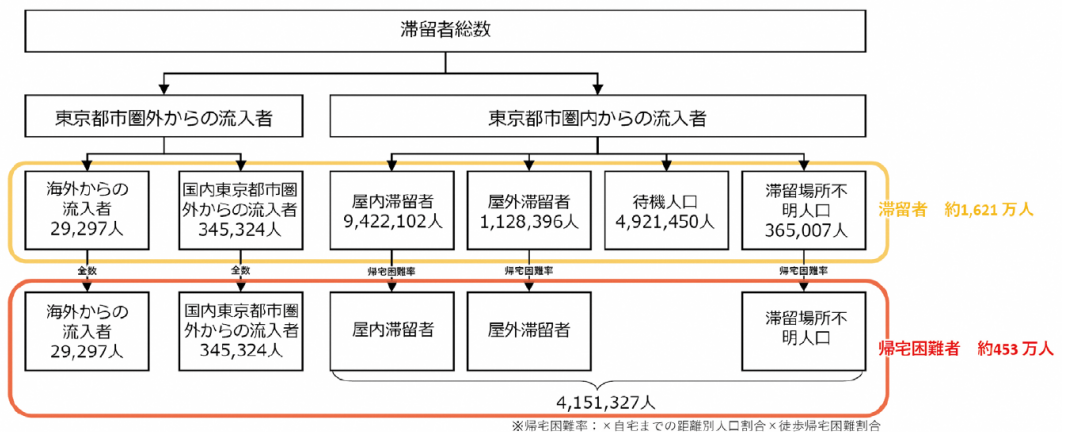 滞留者総数
東京都市圏外からの流入者
東京都市圏内からの流入者
海外からの
流入者
29,297人
国内東京都市圏
外からの流入者
345,324人
屋内滞留者
9,422,102人
屋外滞留者
1,128,396人
待機人口
4,921,450人
滞留場所不
明人口
365,007人
滞留者 約1,621 万人
全数
全数
帰宅困難率
帰宅困難率
帰宅困難率
海外からの
流入者
29,297人
国内東京都市圏
外からの流入者
345,324人
屋内滞留者
屋外滞留者
滞留場所不
明人口
帰宅困難者 約453 万人
4,151,327人
※帰宅困難率：×自宅までの距離別人口割合×徒歩帰宅困難割合